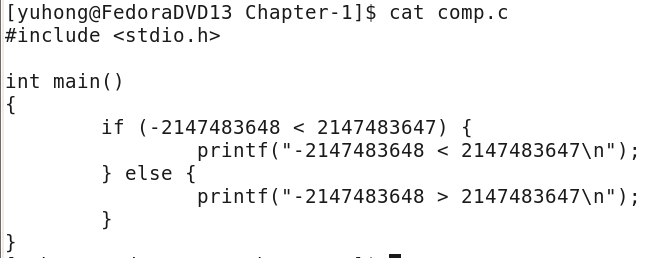 [yuhong@FedoraDVD13 Chapter-1]$ cat comp.c
#include <stdio.h>
int main()
{
        if (-2147483648 < 2147483647) {
                printf("-2147483648 < 2147483647\n");
        } else {
                printf("-2147483648 > 2147483647\n");
        }
}